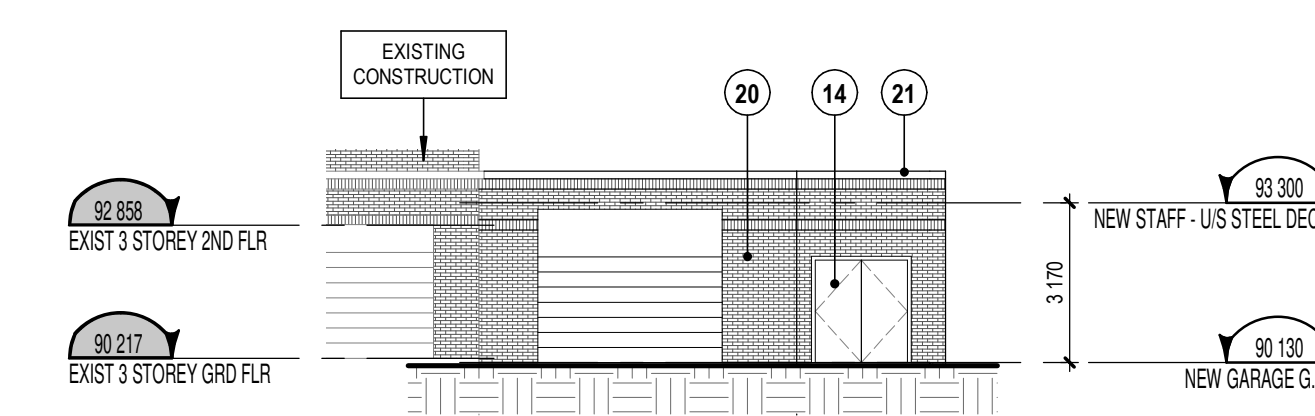 EXISTING
CONSTRUCTION
20
14
21
92 858
EXIST 3 STOREY 2ND FLR
93 300
NEW STAFF - U/S STEEL DEC
3 170
90 217
EXIST 3 STOREY GRD FLR
90 130
NEW GARAGE G.